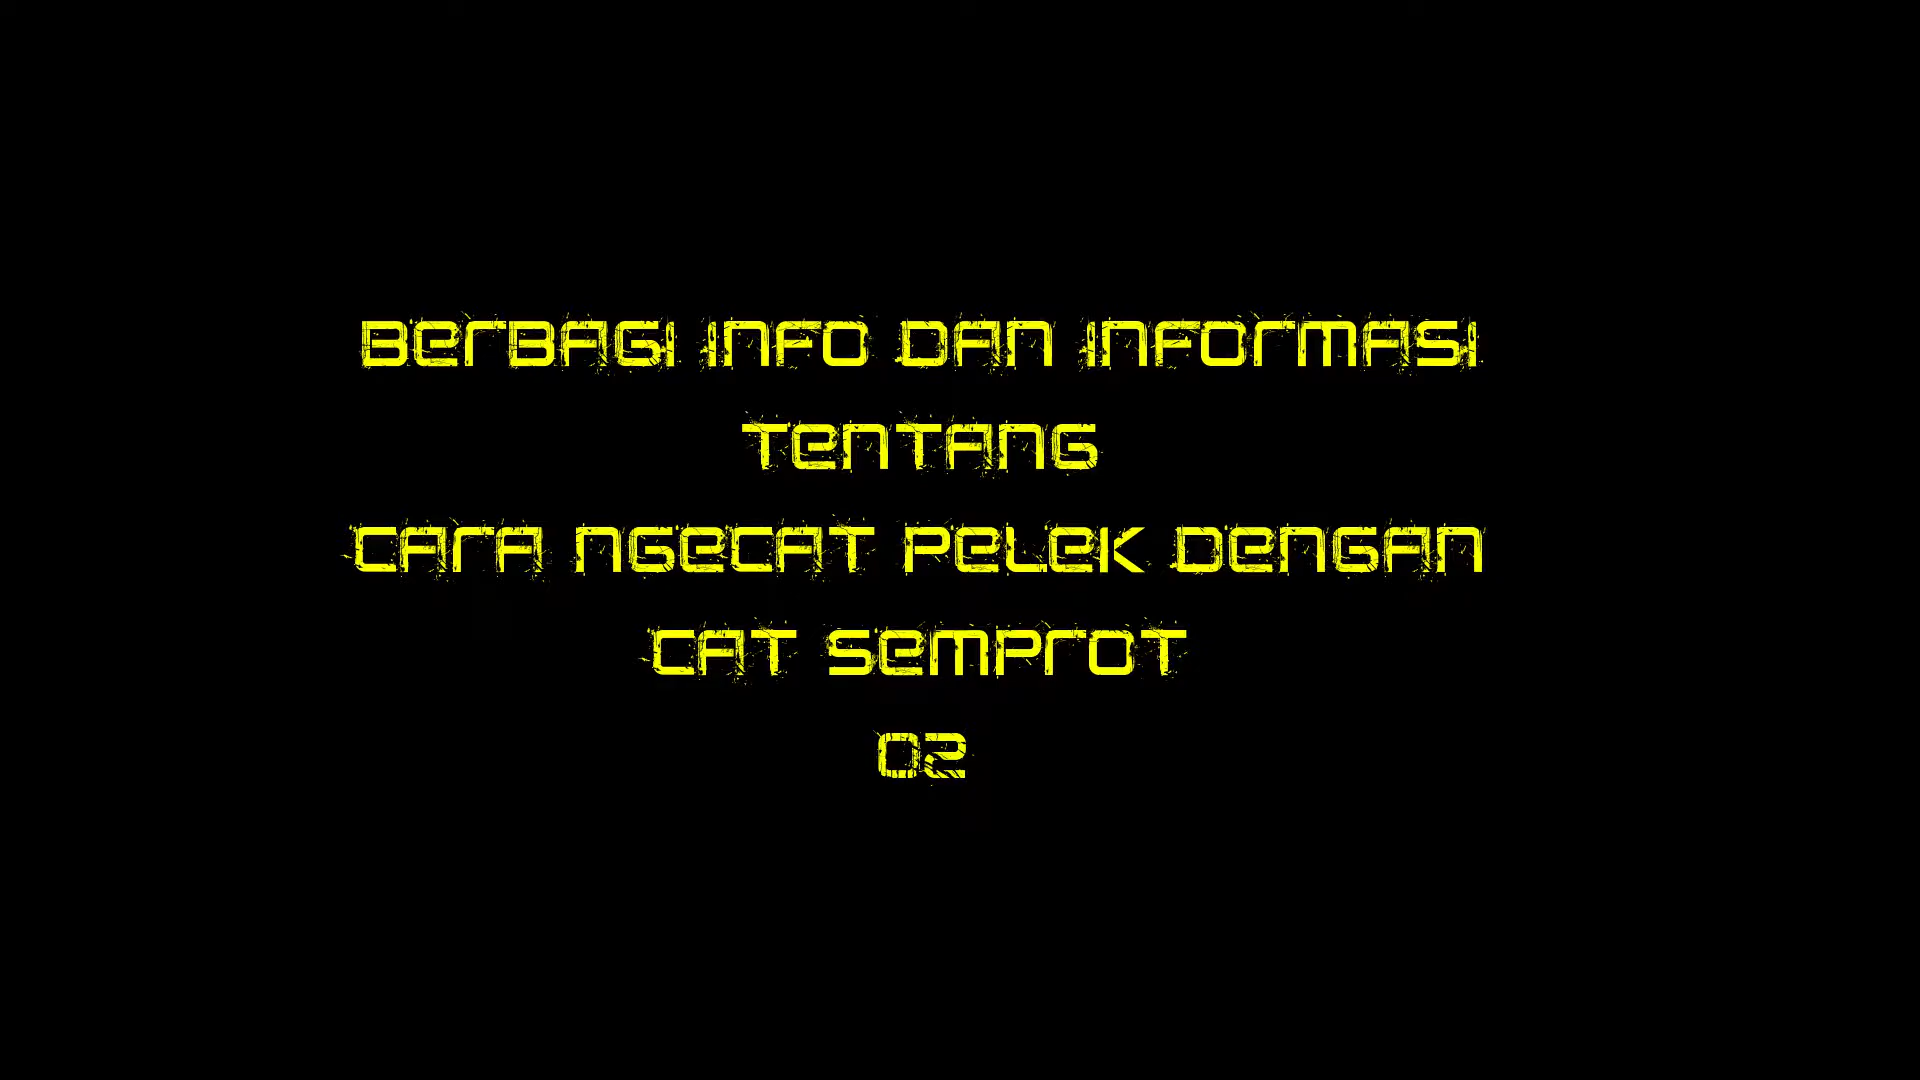 BerBAGI INFO DAN INFOrMASI
TeNTANG
CArA NGeCAT PeLeK DeNGAN
CAT SeMPrOT
02